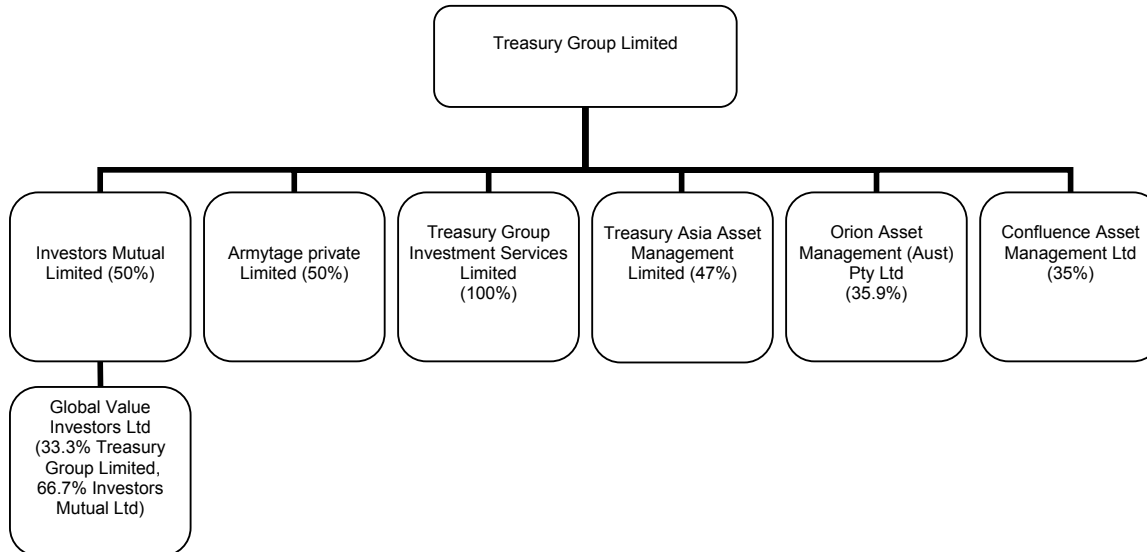 Treasury Group Limited
Investors Mutual
Limited (50%)
Armytage private
Limited (50%)
Treasury Group
Investment Services
Limited
(100%)
Treasury Asia Asset
Management
Limited (47%)
Orion Asset
Management (Aust)
Pty Ltd
(35.9%)
Confluence Asset
Management Ltd
(35%)
Global Value
Investors Ltd
(33.3% Treasury
Group Limited,
66.7% Investors
Mutual Ltd)